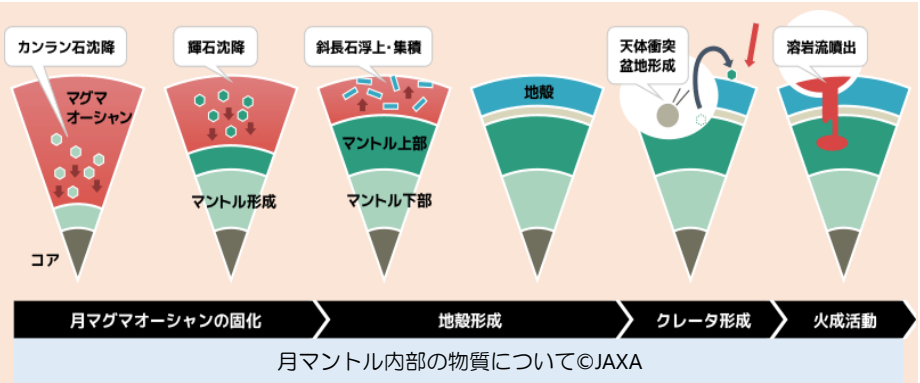 カンラン石沈降
輝石沈降
斜長石浮上・集積
天体衝突
盆地形成
溶岩流噴出
マグマ
オーシャン
地殻
マントル上部
マントル形成
マントル下部
コア
月マグマオーシャンの固化
地殻形成
クレータ形成
火成活動
月マントル内部の物質について©JAXA